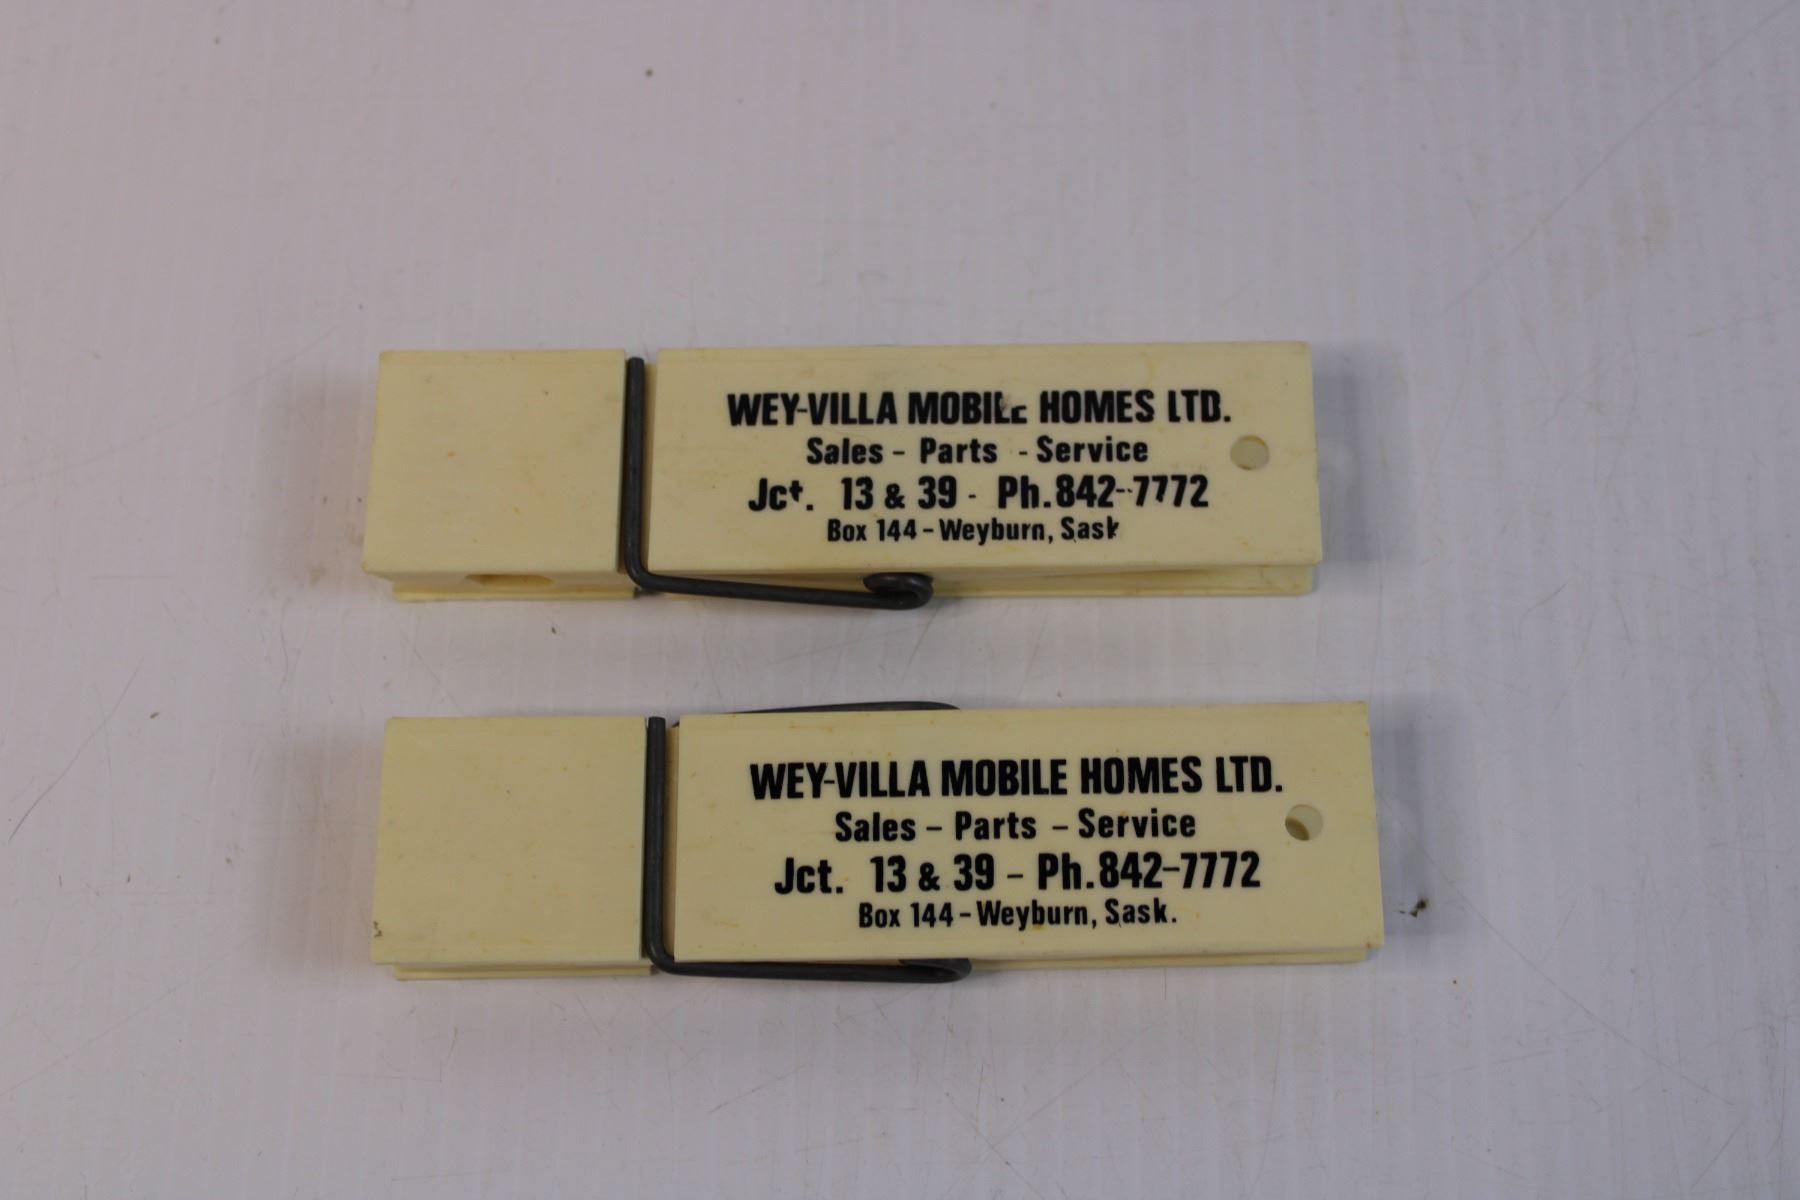 WEY-VILLA MOBILE HOMES LTD.
Sales - Parts - Service
Jct. 13 & 39 - Ph. 842-7772
Box 144 - Weyburn, Sask
WEY-VILLA MOBILE HOMES LTD.
Sales - Parts - Service
Jct. 13 & 39 - Ph. 842-7772
Box 144 - Weyburn, Sask.